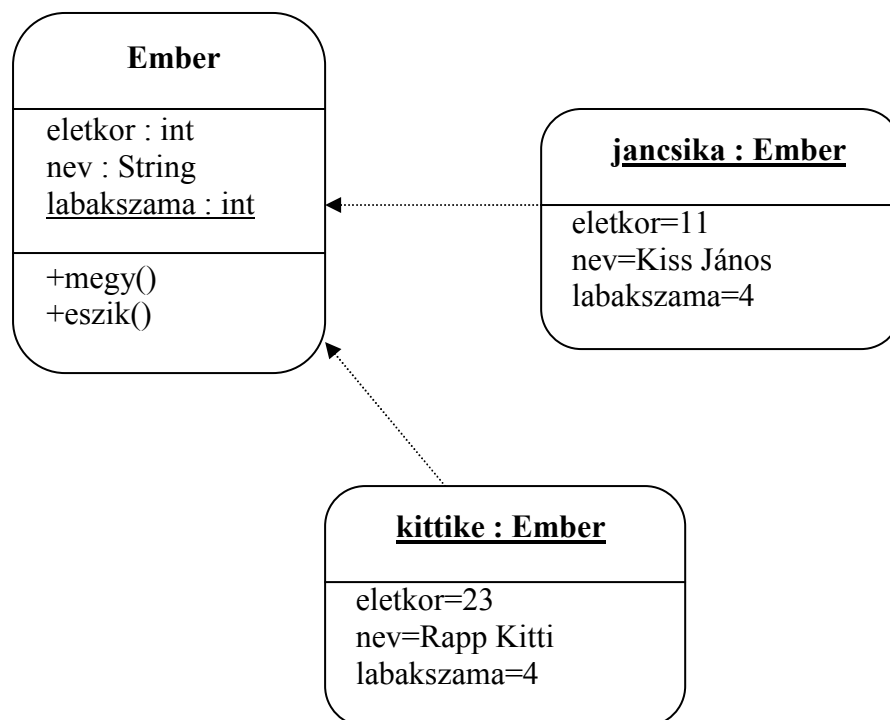 Ember
eletkor : int
nev : String
labakszama : int
+megy()
+eszik()
jancsika : Ember
eletkor=11
nev=Kiss János
labakszama=4
kittike : Ember
eletkor=23
nev=Rapp Kitti
labakszama=4